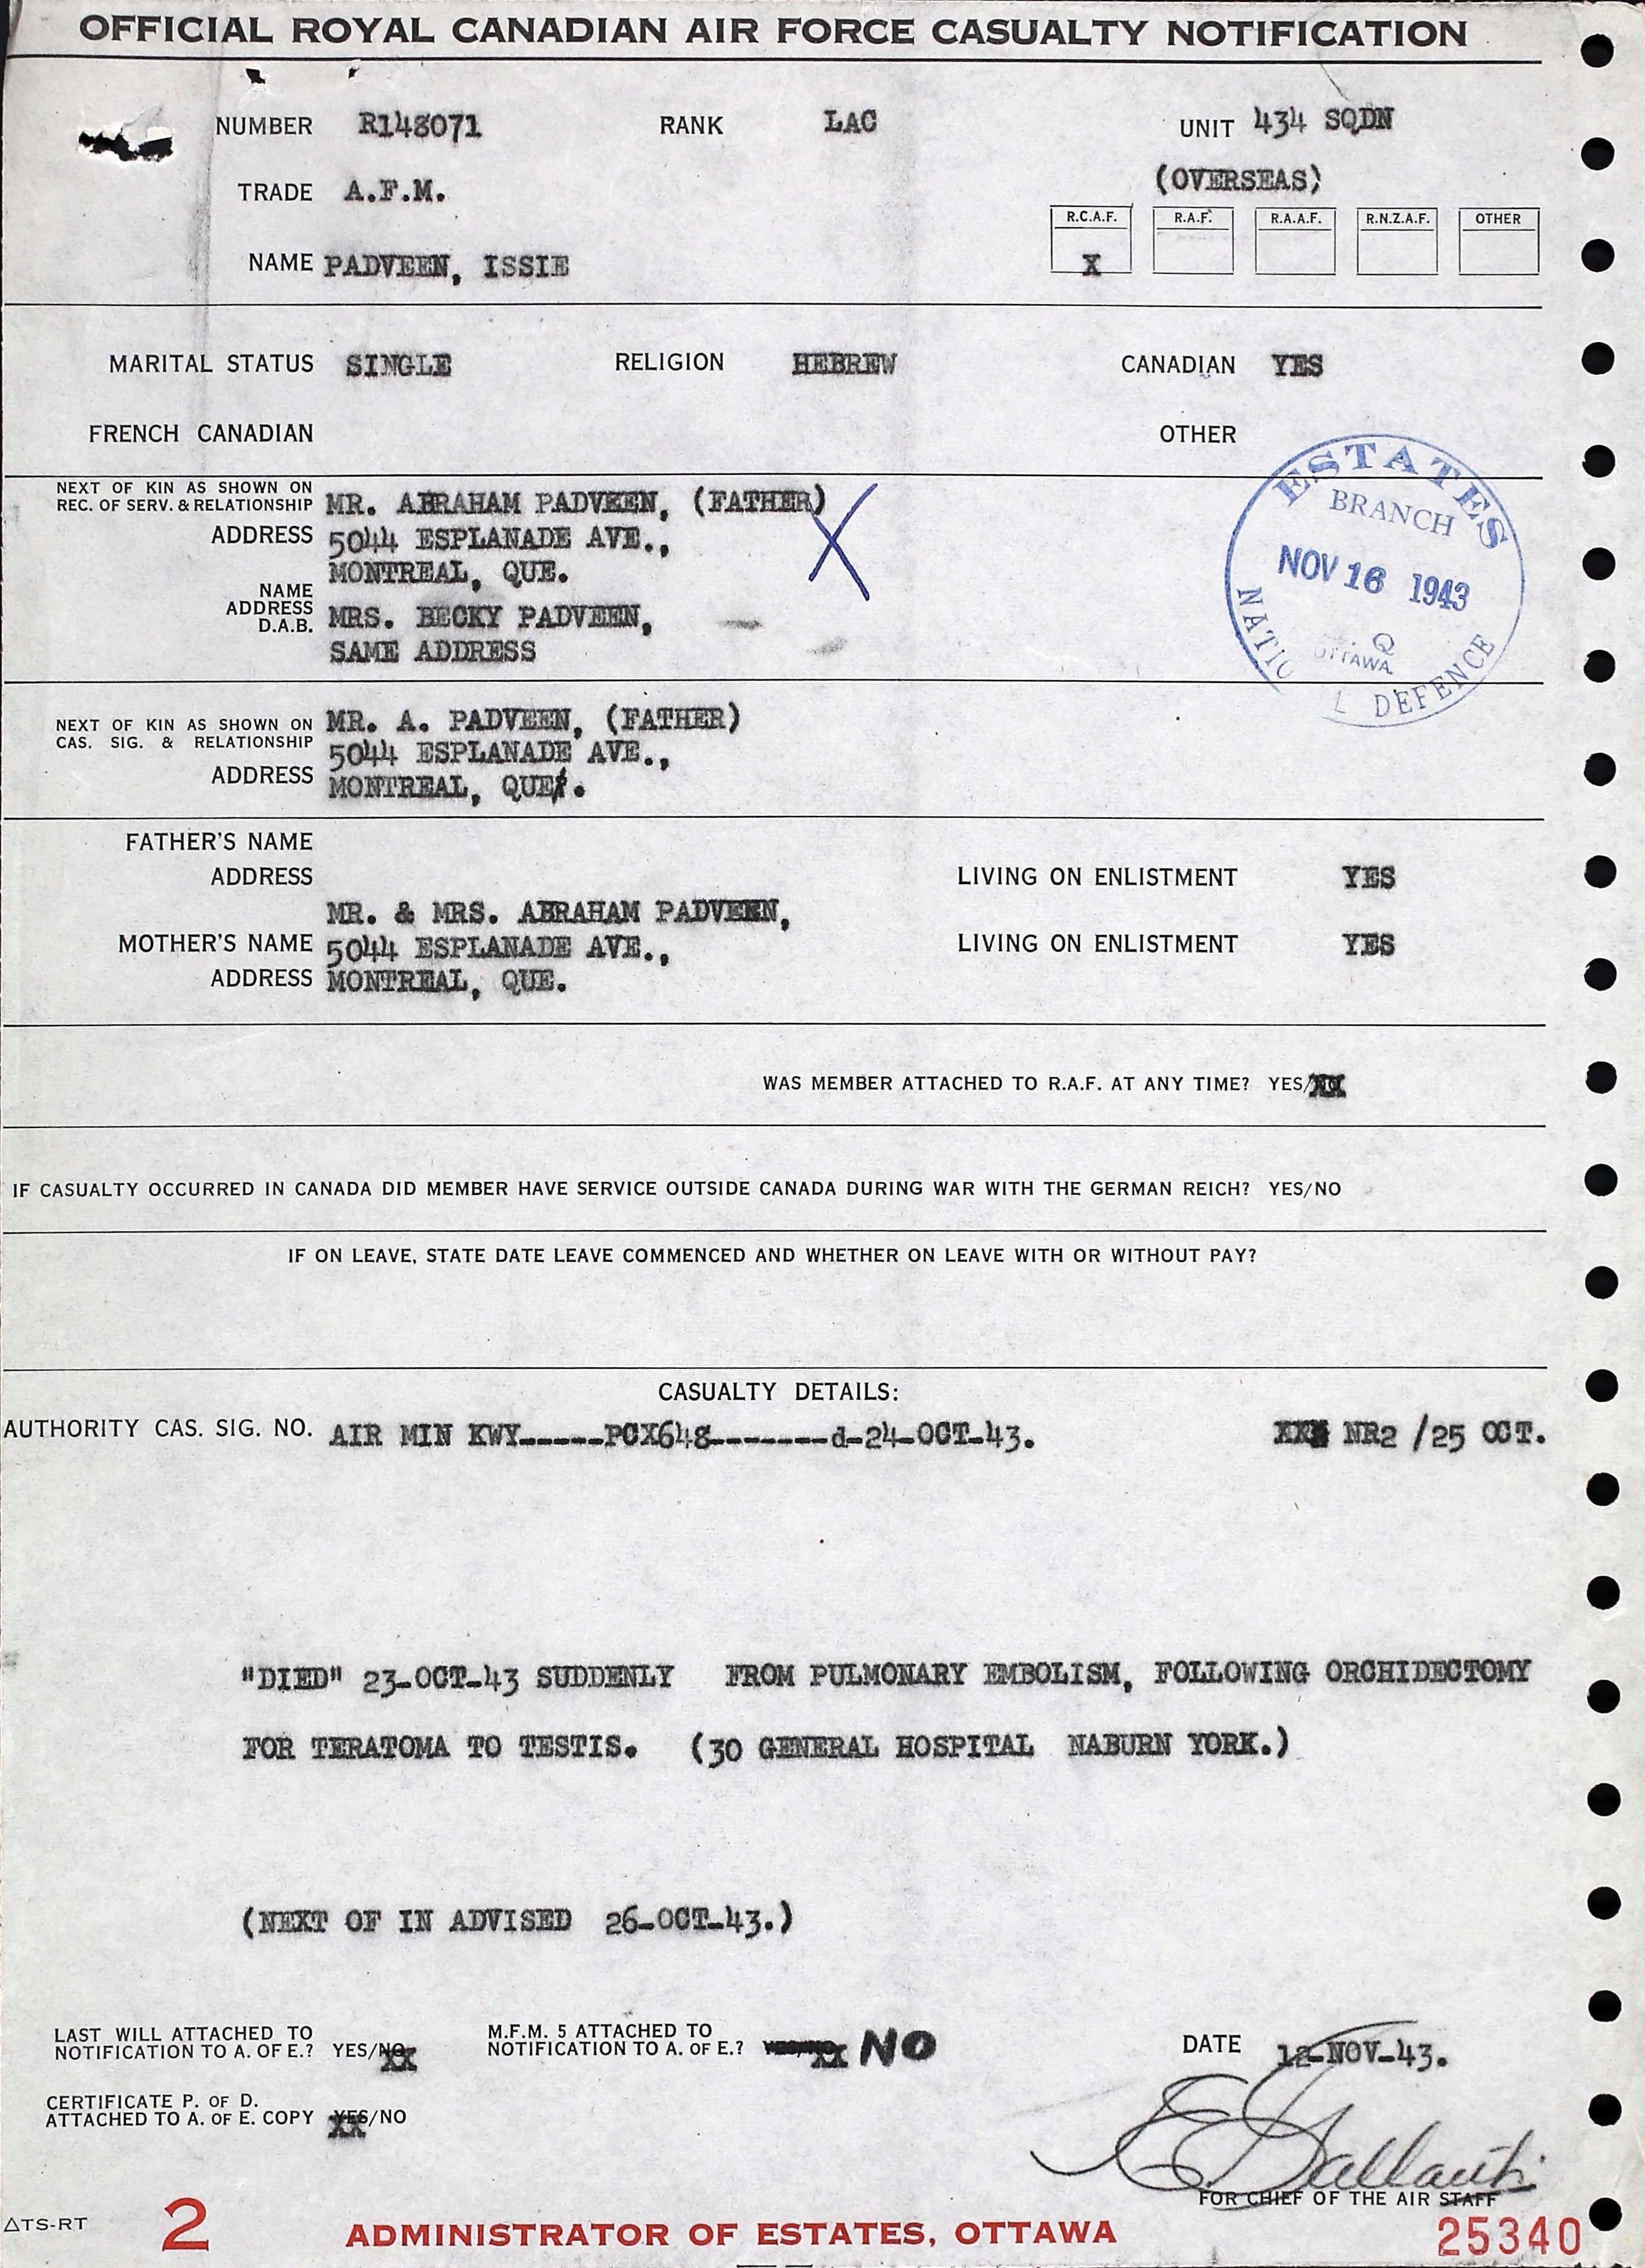 OFFICIAL ROYAL CANADIAN AIR FORCE CASUALTY NOTIFICATION
NUMBER R148071 RANK LAC UNIT 434 SQDN
(OVERSEAS)
TRADE A.F.M.
R.C.A.F. R.A.F. R.A.A.F. R.N.Z.A.F. OTHER
X
NAME PADVEEN, ISSIE
MARITAL STATUS SINGLE RELIGION HEBREW CANADIAN YES
FRENCH CANADIAN OTHER
ESTATES
BRANCH
NOV 16 1943
Q
OTTAWA
DEFENCE
NEXT OF KIN AS SHOWN ON
REC. OF SERV. & RELATIONSHIP MR. ABRAHAM PADVEEN, (FATHER) X
ADDRESS 5044 ESPLANADE AVE.,
MONTREAL, QUE.
NAME
ADDRESS
D.A.B. MRS. BECKY PADVEEN,
SAME ADDRESS
NEXT OF KIN AS SHOWN ON MR. A. PADVEEN, (FATHER)
CAS. SIG. & RELATIONSHIP 5044 ESPLANADE AVE.,
ADDRESS MONTREAL, QUE.
FATHER'S NAME
ADDRESS LIVING ON ENLISTMENT YES
MR. & MRS. ABRAHAM PADVEEN,
MOTHER'S NAME 5044 ESPLANADE AVE., LIVING ON ENLISTMENT YES
ADDRESS MONTREAL, QUE.
WAS MEMBER ATTACHED TO R.A.F. AT ANY TIME? YES/NO
IF CASUALTY OCCURRED IN CANADA DID MEMBER HAVE SERVICE OUTSIDE CANADA DURING WAR WITH THE GERMAN REICH? YES/NO
IF ON LEAVE, STATE DATE LEAVE COMMENCED AND WHETHER ON LEAVE WITH OR WITHOUT PAY?
CASUALTY DETAILS:
AUTHORITY CAS. SIG. NO. AIR MIN KWY-----PCX648-------d-24-OCT-43. NR2 /25 OCT.
"DIED" 23-OCT-43 SUDDENLY FROM PULMONARY EMBOLISM, FOLLOWING ORCHIDECTOMY
FOR TERATOMA TO TESTIS. (30 GENERAL HOSPITAL NABURN YORK.)
(NEXT OF IN ADVISED 26-OCT-43.)
LAST WILL ATTACHED TO
NOTIFICATION TO A. OF E.? YES/NO
M.F.M. 5 ATTACHED TO
NOTIFICATION TO A. OF E.? YES/NO NO
DATE 12-NOV-43.
CERTIFICATE P. OF D.
ATTACHED TO A. OF E. COPY YES/NO
FOR CHIEF OF THE AIR STAFF
△TS-RT 2 ADMINISTRATOR OF ESTATES, OTTAWA 25340